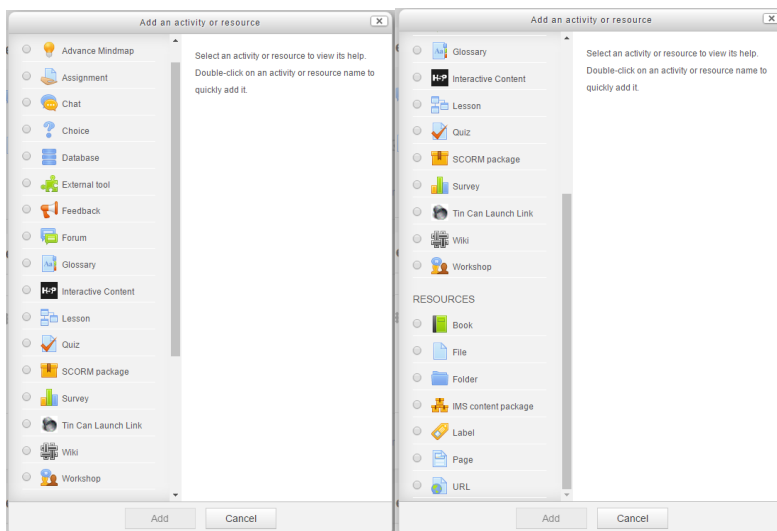 Add an activity or resource
Advance Mindmap
Assignment
Chat
Choice
Database
External tool
Feedback
Forum
Aa
Glossary
H-P
Interactive Content
Lesson
Quiz
SCORM package
Survey
Tin Can Launch Link
Wiki
Workshop
Select an activity or resource to view its help.
Double-click on an activity or resource name to
quickly add it.
Add
Cancel
Add an activity or resource
Aa
Glossary
H-P
Interactive Content
Lesson
Quiz
SCORM package
Survey
Tin Can Launch Link
Wiki
Workshop
RESOURCES
Book
File
Folder
IMS content package
Label
Page
URL
Select an activity or resource to view its help.
Double-click on an activity or resource name to
quickly add it.
Add
Cancel